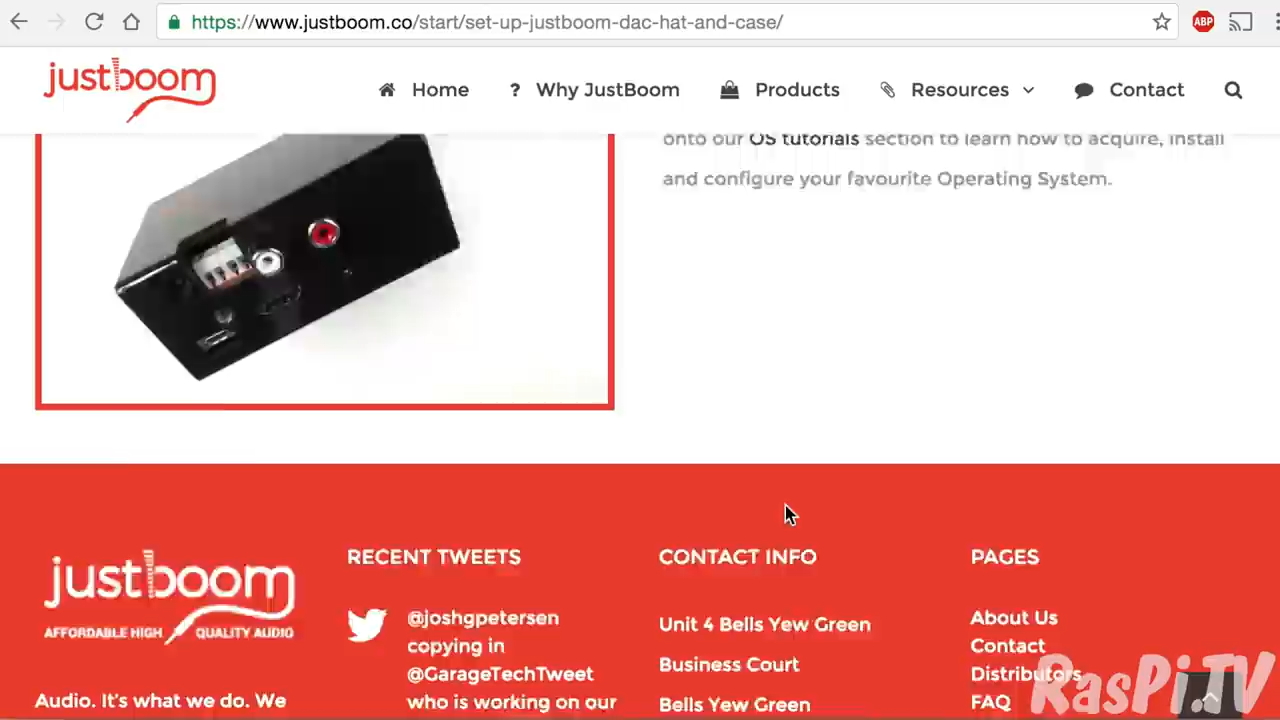 https://www.justboom.co/start/set-up-justboom-dac-hat-and-case/
ABP
justboom
Home
? Why JustBoom
Products
Resources
Contact
onto our OS tutorials section to learn how to acquire, install
and configure your favourite Operating System.
justboom
AFFORDABLE HIGH QUALITY AUDIO
Audio. It's what we do. We
RECENT TWEETS
@joshgpetersen
copying in
@GarageTechTweet
who is working on our
CONTACT INFO
Unit 4 Bells Yew Green
Business Court
Bells Yew Green
PAGES
About Us
Contact
Distributors
FAQ
RasPi.TV